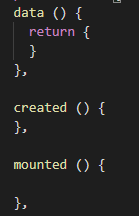 data () {
  return {
  }
},

created () {
},

mounted () {

},